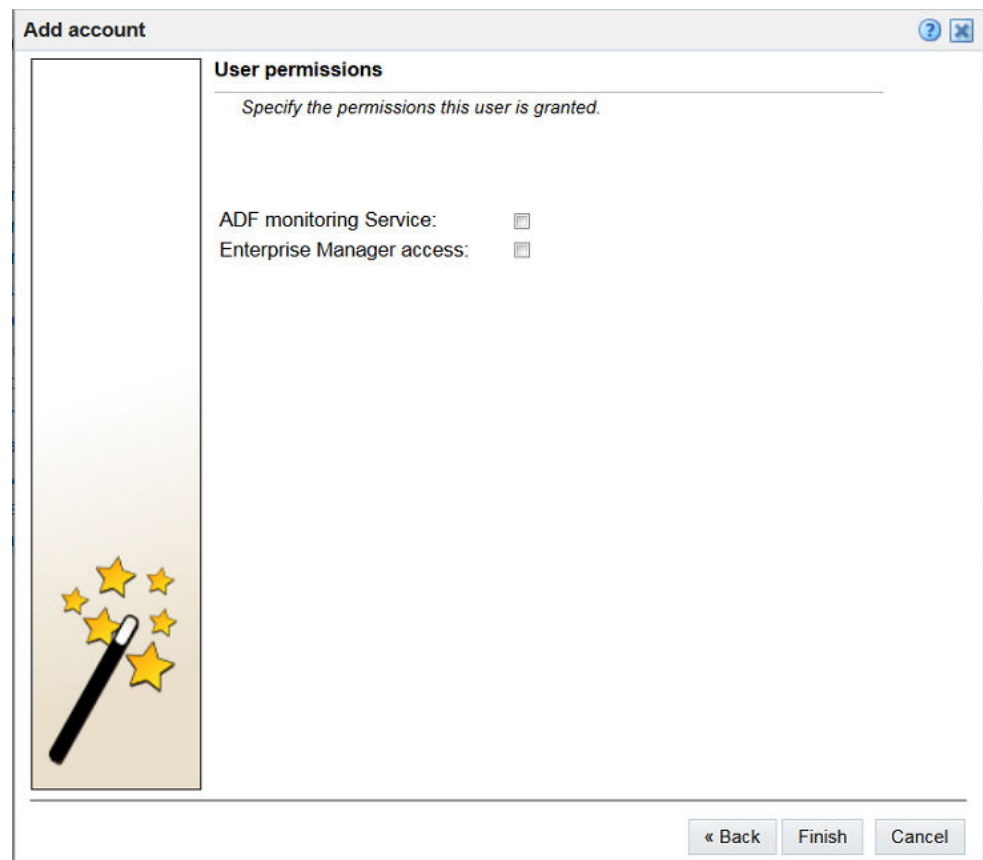 Add account
User permissions
Specify the permissions this user is granted.
ADF monitoring Service:
Enterprise Manager access:
« Back Finish Cancel